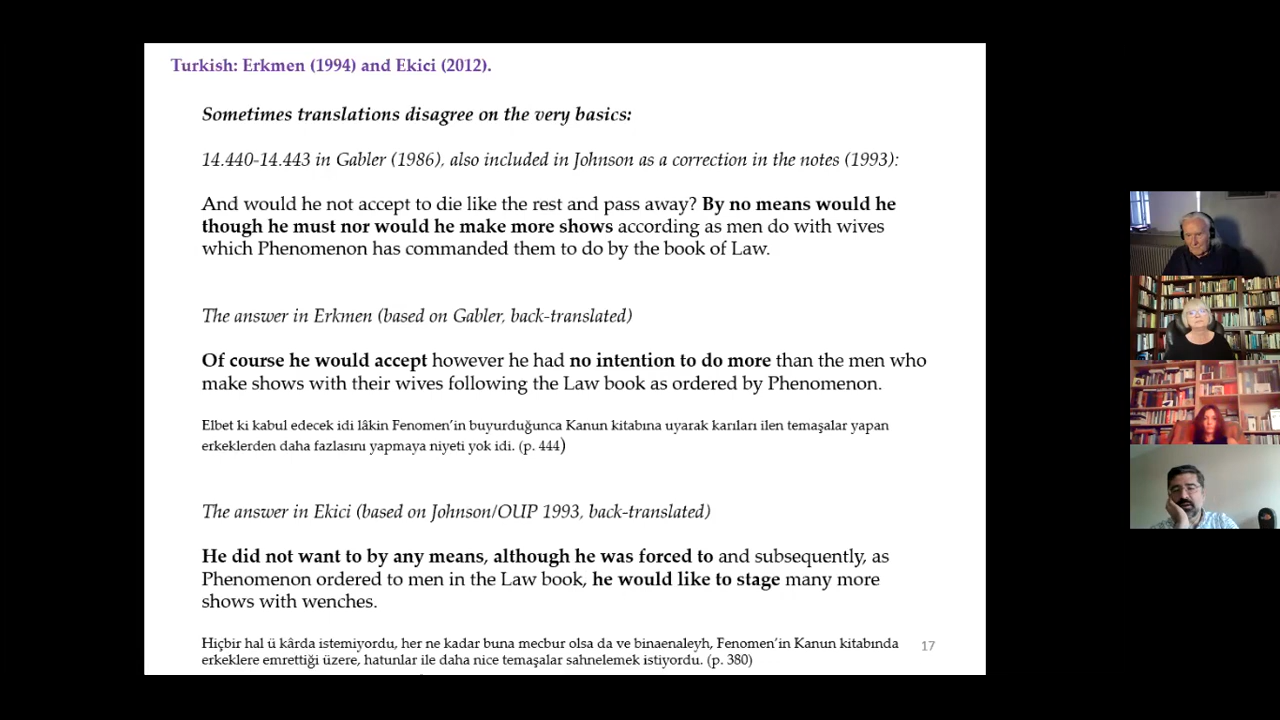 Turkish: Erkmen (1994) and Ekici (2012).
Sometimes translations disagree on the very basics:
14.440-14.443 in Gabler (1986), also included in Johnson as a correction in the notes (1993):
And would he not accept to die like the rest and pass away? By no means would he
though he must nor would he make more shows according as men do with wives
which Phenomenon has commanded them to do by the book of Law.
The answer in Erkmen (based on Gabler, back-translated)
Of course he would accept however he had no intention to do more than the men who
make shows with their wives following the Law book as ordered by Phenomenon.
Elbet ki kabul edecek idi lâkin Fenomen’in buyurduğunca Kanun kitabına uyarak karıları ilen temaşalar yapan
erkeklerden daha fazlasını yapmaya niyeti yok idi. (p. 444)
The answer in Ekici (based on Johnson/OUP 1993, back-translated)
He did not want to by any means, although he was forced to and subsequently, as
Phenomenon ordered to men in the Law book, he would like to stage many more
shows with wenches.
Hiçbir hal ü kârda istemiyordu, her ne kadar buna mecbur olsa da ve binaenaleyh, Fenomen’in Kanun kitabında
erkeklere emrettiği üzere, hatunlar ile daha nice temaşalar sahnelemek istiyordu. (p. 380)
17